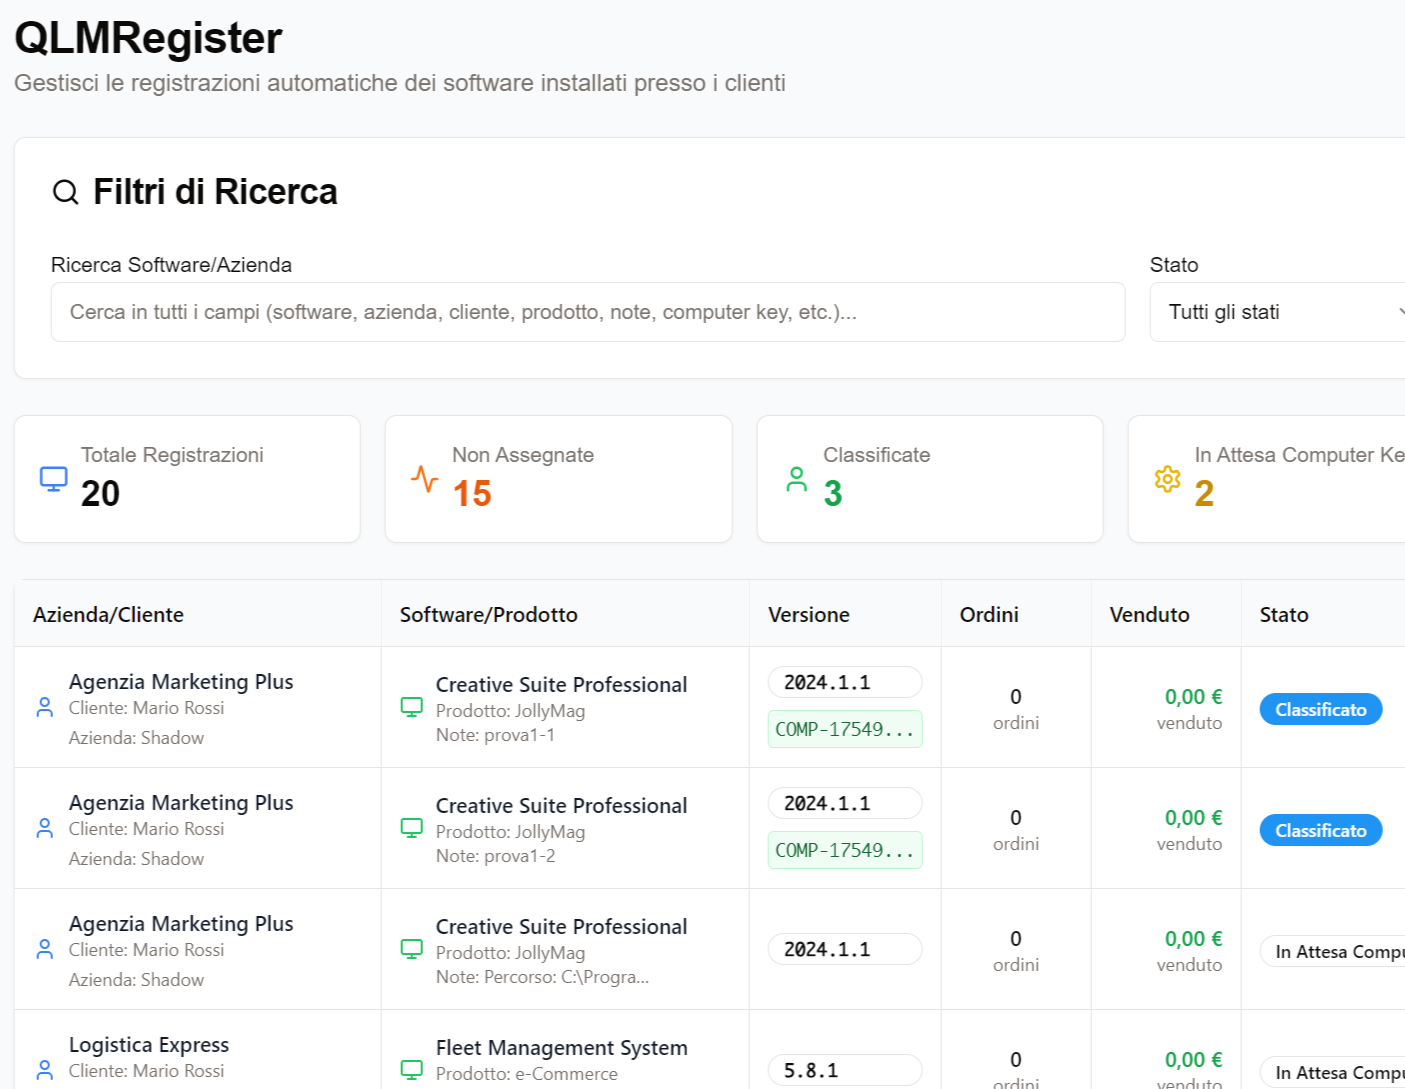 QLMRegister
Gestisci le registrazioni automatiche dei software installati presso i clienti
Filtri di Ricerca
Ricerca Software/Azienda
Cerca in tutti i campi (software, azienda, cliente, prodotto, note, computer key, etc.)...
Stato
Tutti gli stati
Totale Registrazioni
20
Non Assegnate
15
Classificate
3
In Attesa Computer Ke
2
Azienda/Cliente Software/Prodotto Versione Ordini Venduto Stato
Agenzia Marketing Plus
Cliente: Mario Rossi
Azienda: Shadow
Creative Suite Professional
Prodotto: JollyMag
Note: prova1-1
2024.1.1
COMP-17549...
0
ordini
0,00 €
venduto
Classificato
Agenzia Marketing Plus
Cliente: Mario Rossi
Azienda: Shadow
Creative Suite Professional
Prodotto: JollyMag
Note: prova1-2
2024.1.1
COMP-17549...
0
ordini
0,00 €
venduto
Classificato
Agenzia Marketing Plus
Cliente: Mario Rossi
Azienda: Shadow
Creative Suite Professional
Prodotto: JollyMag
Note: Percorso: C:\Progra...
2024.1.1
0
ordini
0,00 €
venduto
In Attesa Compu
Logistica Express
Cliente: Mario Rossi
Fleet Management System
Prodotto: e-Commerce
5.8.1
0
ordini
0,00 €
venduto
In Attesa Compu